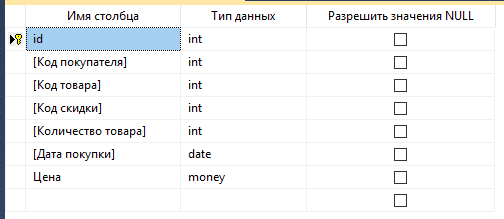 Имя столбца Тип данных Разрешить значения NULL
id int
[Код покупателя] int
[Код товара] int
[Код скидки] int
[Количество товара] int
[Дата покупки] date
Цена money